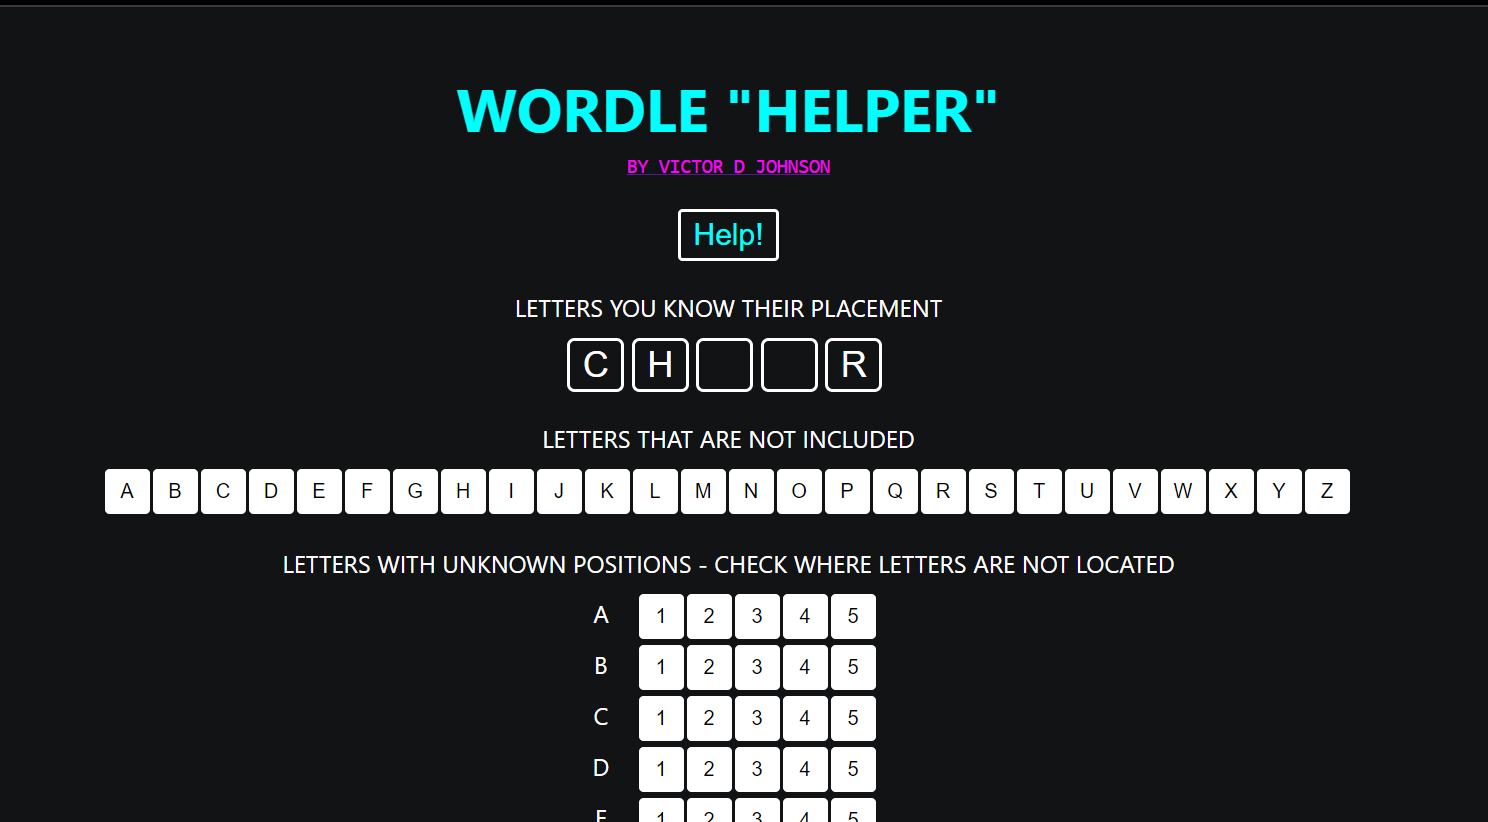 WORDLE "HELPER"
BY VICTOR D JOHNSON
Help!
LETTERS YOU KNOW THEIR PLACEMENT
C H R
LETTERS THAT ARE NOT INCLUDED
A B C D E F G H I J K L M N O P Q R S T U V W X Y Z
LETTERS WITH UNKNOWN POSITIONS - CHECK WHERE LETTERS ARE NOT LOCATED
A 1 2 3 4 5
B 1 2 3 4 5
C 1 2 3 4 5
D 1 2 3 4 5
1 2 3 4 5